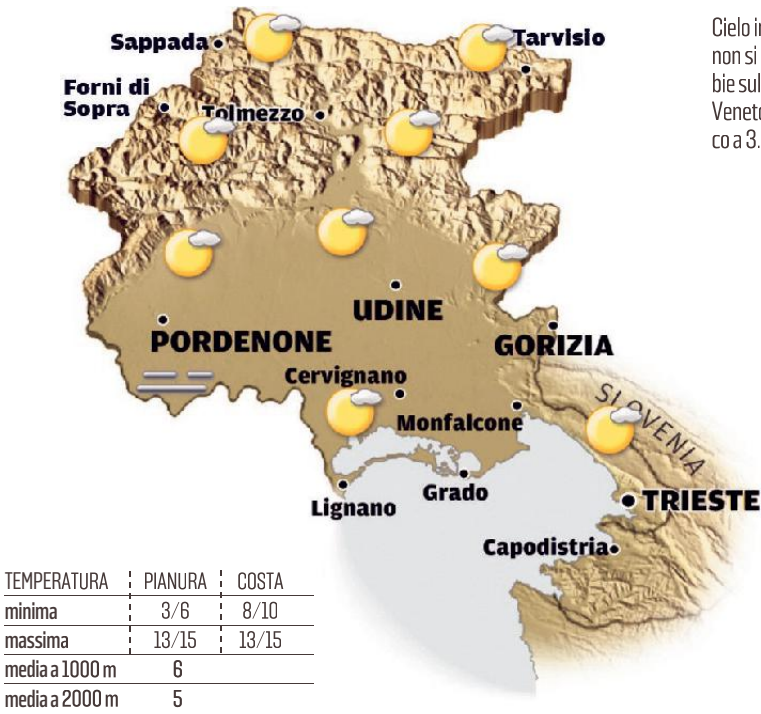 Sappada
Tarvisio
Forni di
Sopra
Tolmezzo
UDINE
PORDENONE
GORIZIA
Cervignano
Monfalcone
SLOVENIA
Lignano
Grado
TRIESTE
Capodistria
Cielo
non si
bie sul
Veneto
co a 3.
TEMPERATURA PIANURA COSTA
minima 3/6 8/10
massima 13/15 13/15
media a 1000 m 6
media a 2000 m 5